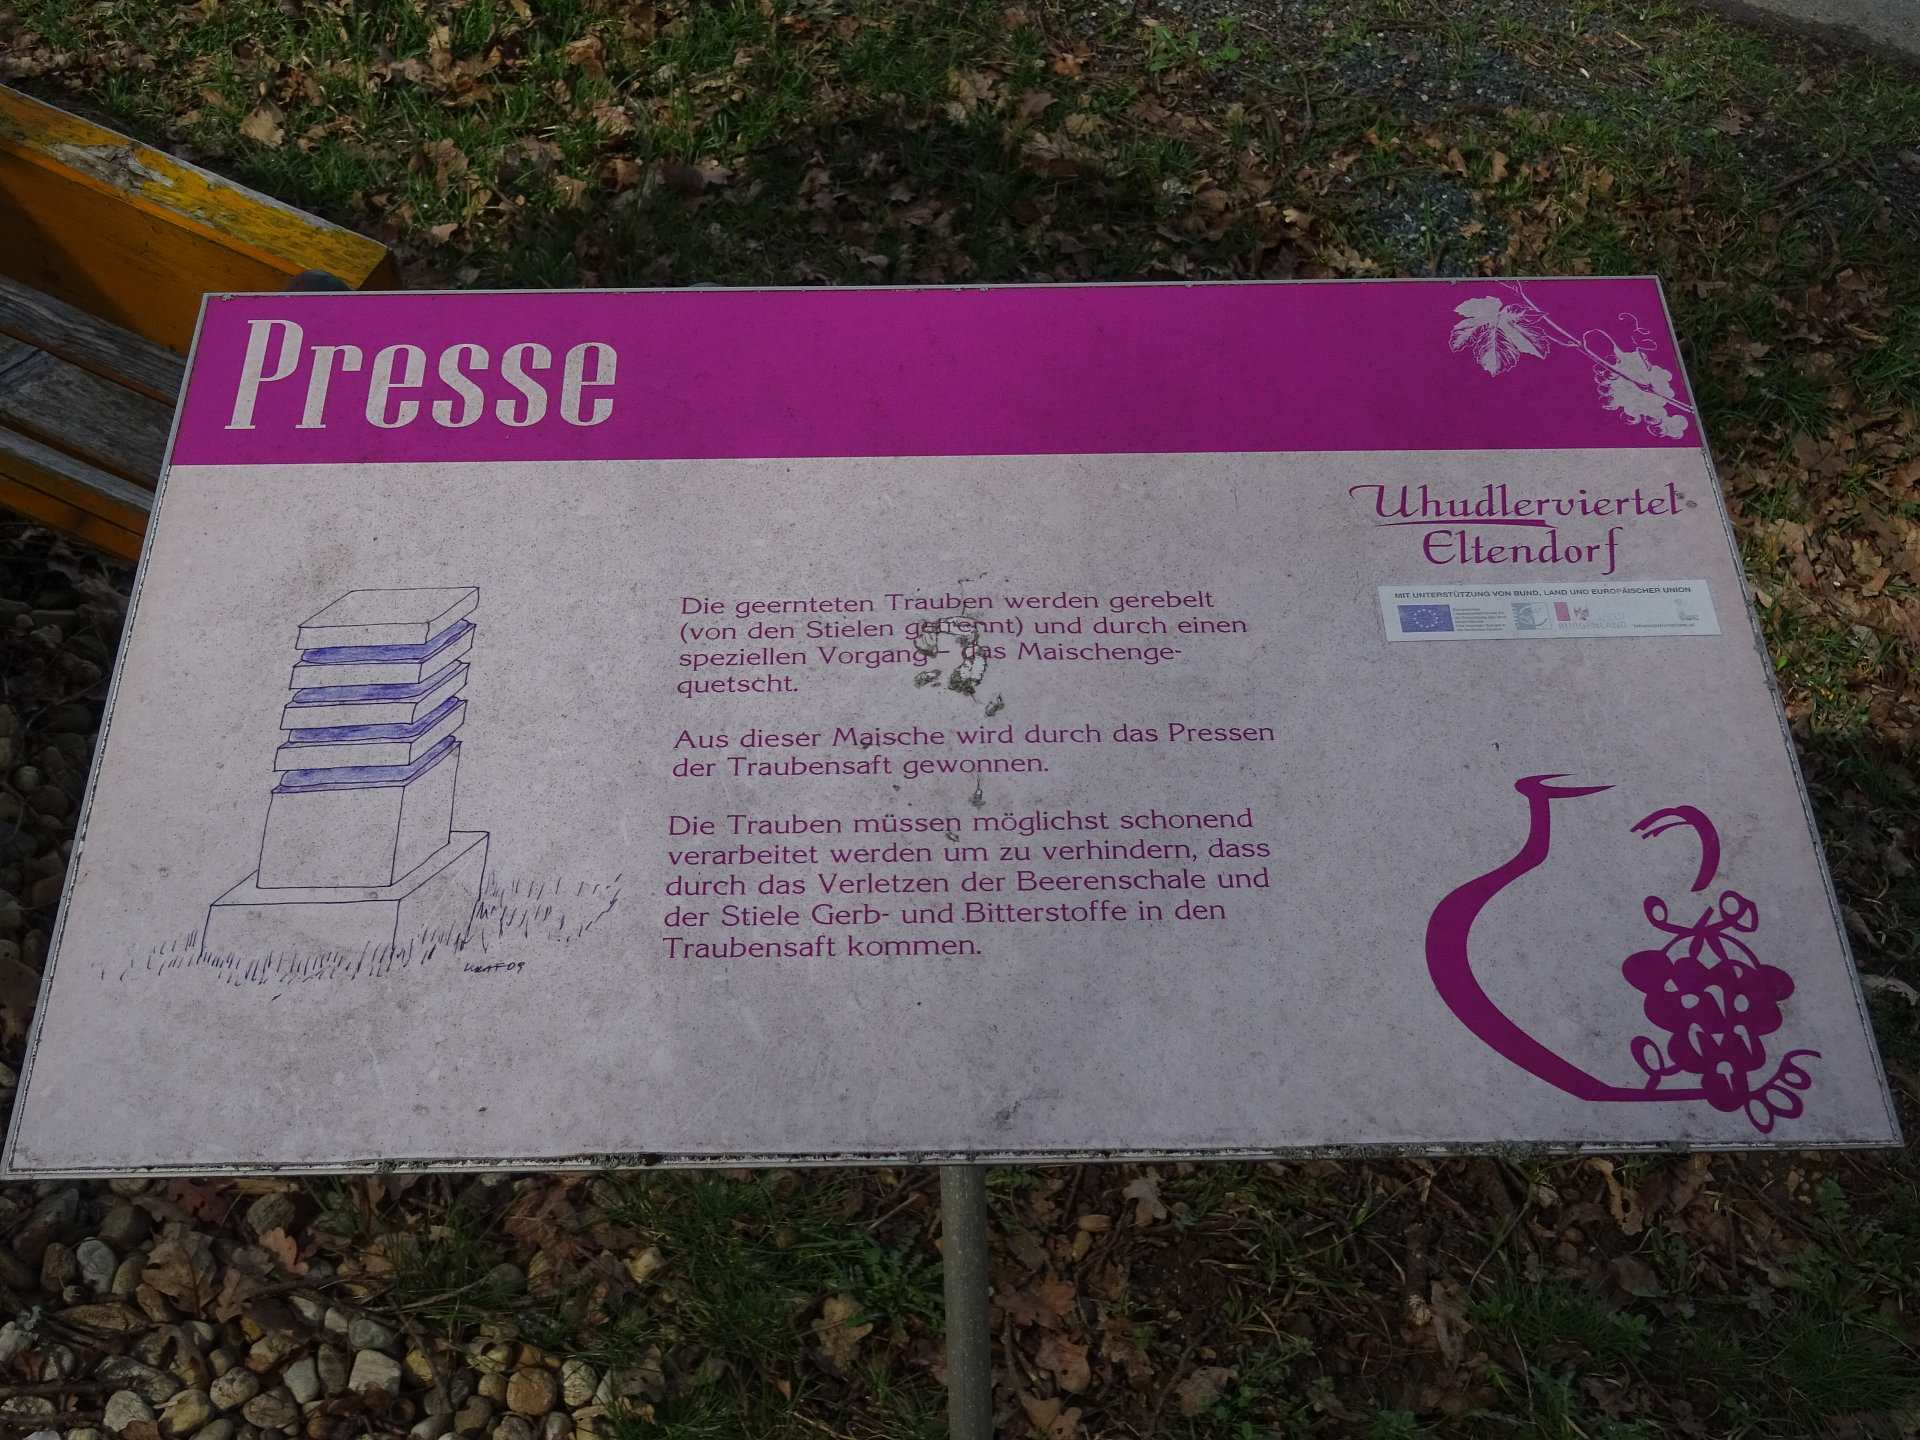 Presse
Uhudlerviertel
Eltendorf
MIT UNTERSTÜTZUNG VON BUND, LAND UND EUROPÄISCHER UNION
BURGENLAND
lebensministerium.at
Die geernteten Trauben werden gerebelt
(von den Stielen getrennt) und durch einen
speziellen Vorgang – das Maischenge-
quetscht.
Aus dieser Maische wird durch das Pressen
der Traubensaft gewonnen.
Die Trauben müssen möglichst schonend
verarbeitet werden um zu verhindern, dass
durch das Verletzen der Beerenschale und
der Stiele Gerb- und Bitterstoffe in den
Traubensaft kommen.